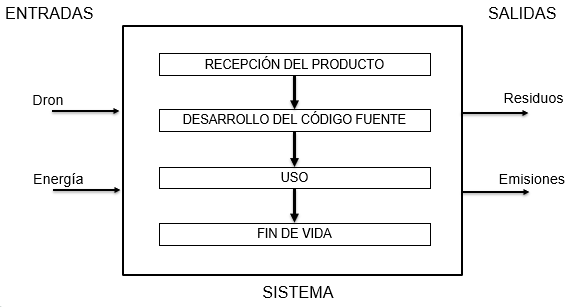 ENTRADAS
SALIDAS
RECEPCIÓN DEL PRODUCTO
Dron
DESARROLLO DEL CÓDIGO FUENTE
Residuos
Energía
USO
Emisiones
FIN DE VIDA
SISTEMA